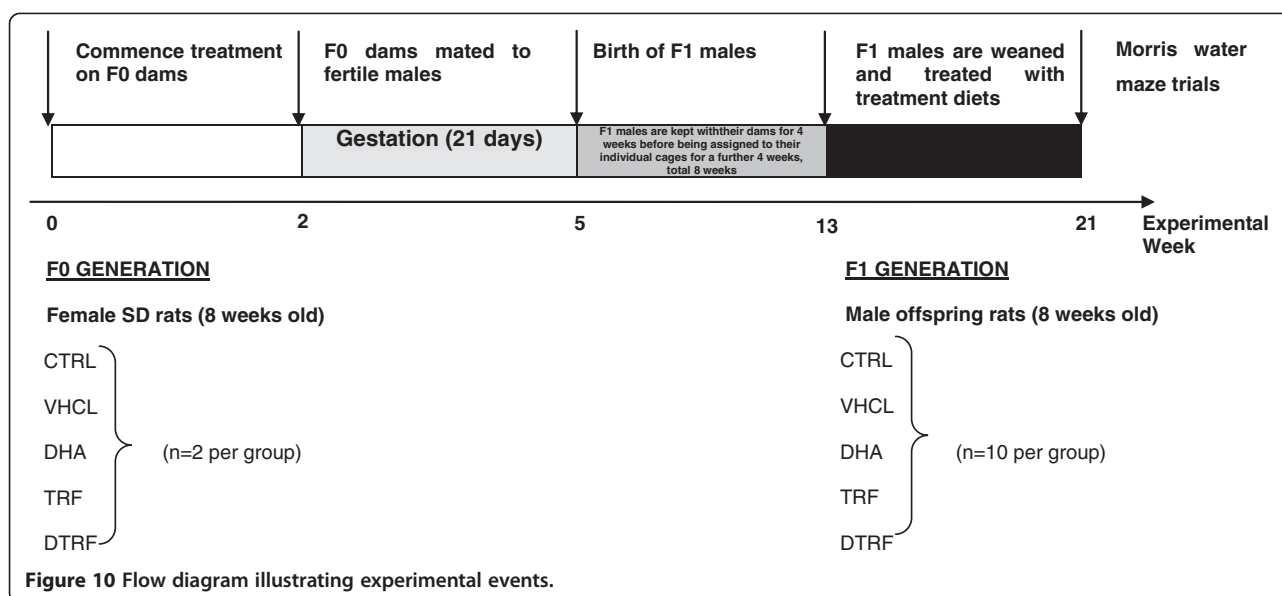 Commence treatment
on F0 dams
F0 dams mated to
fertile males
Birth of F1 males
F1 males are weaned
and treated with
treatment diets
Morris water
maze trials
Gestation (21 days)
F1 males are kept withtheir dams for 4
weeks before being assigned to their
individual cages for a further 4 weeks,
total 8 weeks
0
2
5
13
21
Experimental
Week
F0 GENERATION
Female SD rats (8 weeks old)
CTRL
VHCL
DHA
(n=2 per group)
TRF
DTRF
F1 GENERATION
Male offspring rats (8 weeks old)
CTRL
VHCL
DHA
(n=10 per group)
TRF
DTRF
Figure 10 Flow diagram illustrating experimental events.